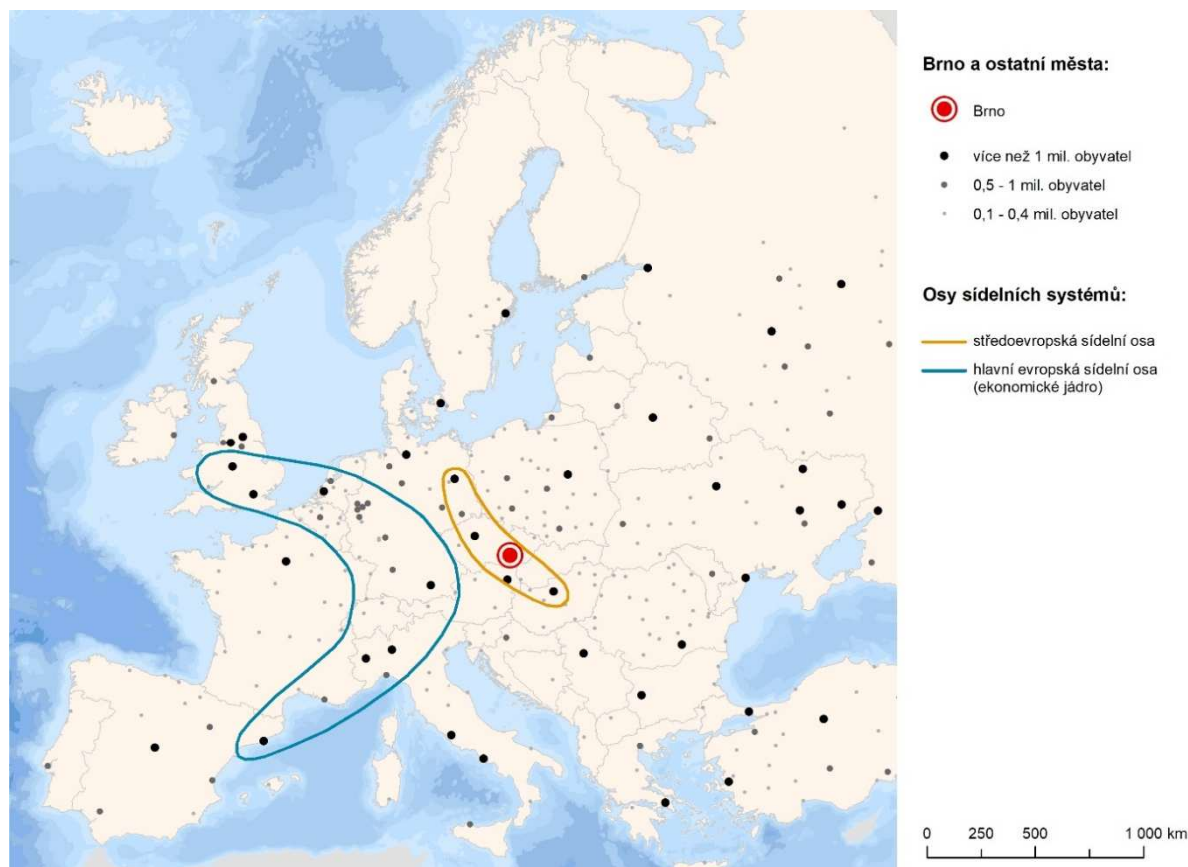 Brno a ostatní města:
Brno
více než 1 mil. obyvatel
0,5 - 1 mil. obyvatel
0,1 - 0,4 mil. obyvatel
Osy sídelních systémů:
středoevropská sídelní osa
hlavní evropská sídelní osa
(ekonomické jádro)
0 250 500 1 000 km